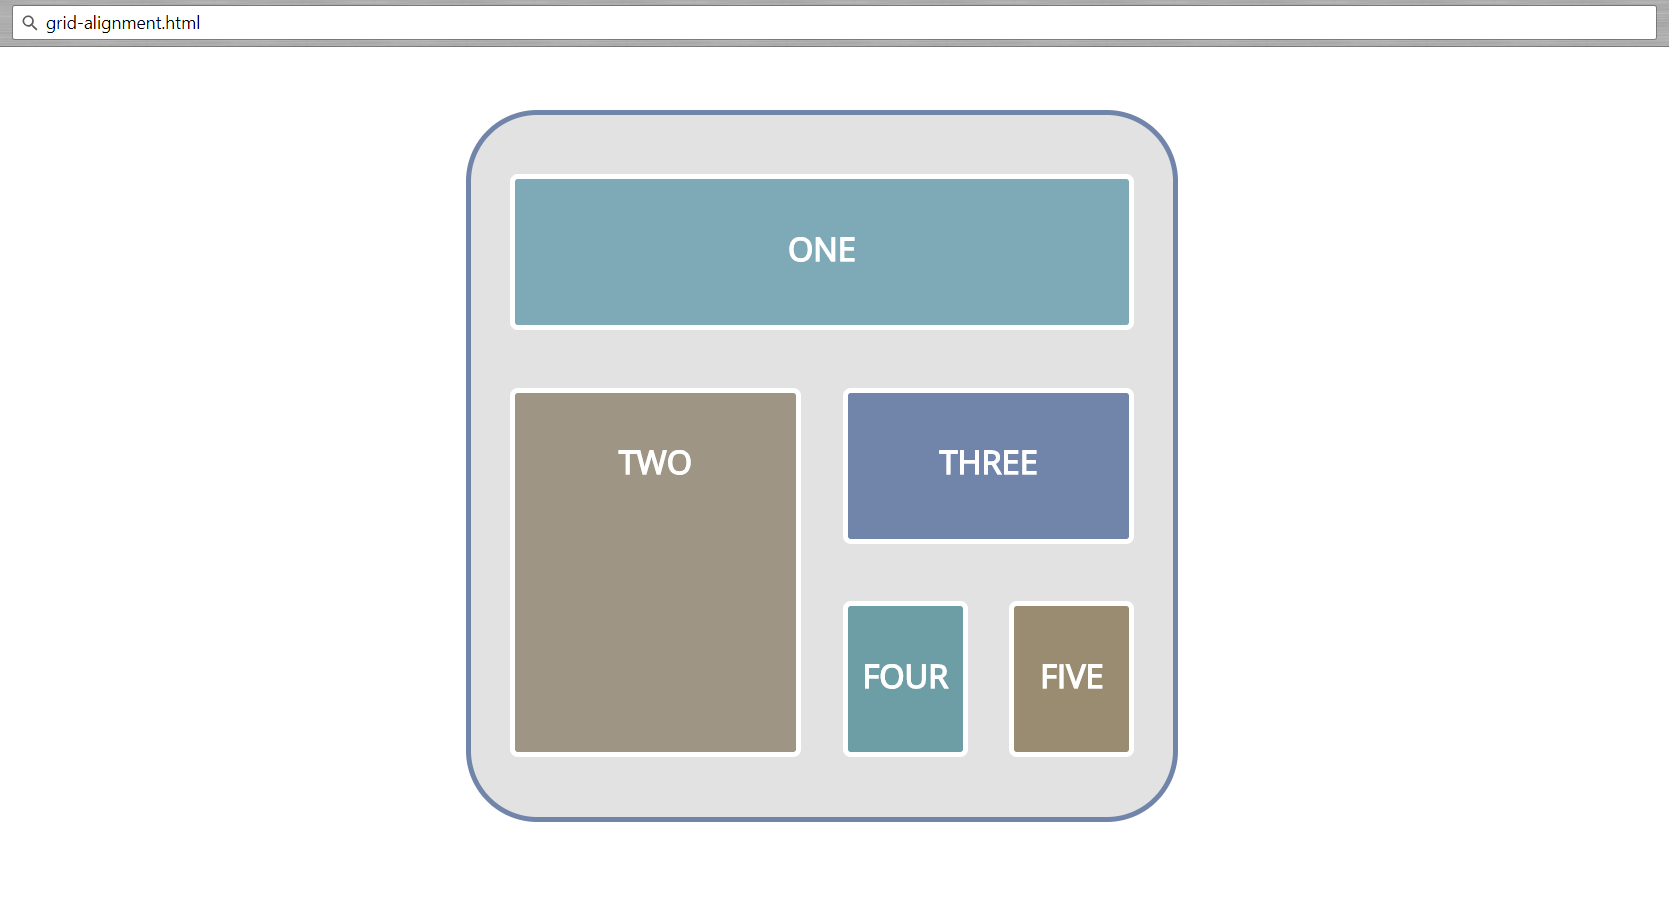 grid-alignment.html
ONE
TWO
THREE
FOUR
FIVE